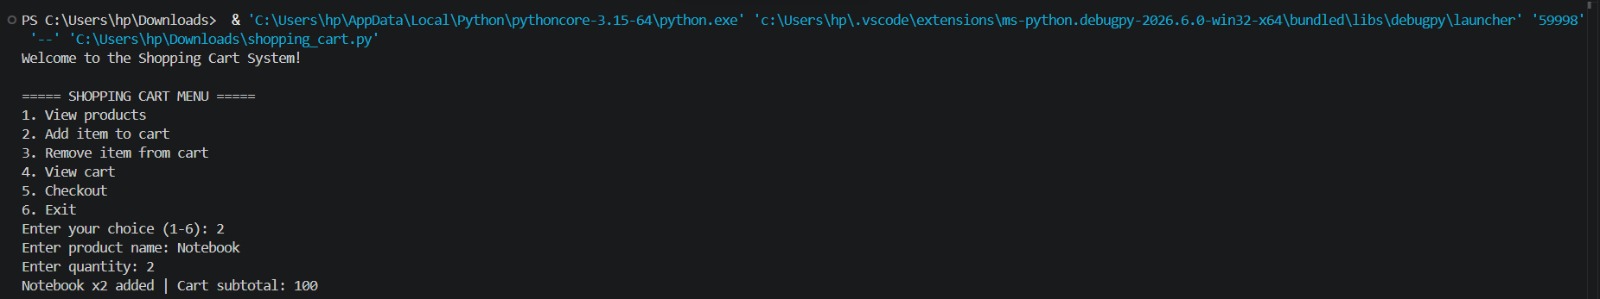 PS C:\Users\hp\Downloads>  & 'C:\Users\hp\AppData\Local\Python\pythoncore-3.15-64\python.exe' 'c:\Users\hp\.vscode\extensions\ms-python.debugpy-2026.6.0-win32-x64\bundled\libs\debugpy\launcher' '59998'
'--' 'C:\Users\hp\Downloads\shopping_cart.py'
Welcome to the Shopping Cart System!
===== SHOPPING CART MENU =====
1. View products
2. Add item to cart
3. Remove item from cart
4. View cart
5. Checkout
6. Exit
Enter your choice (1-6): 2
Enter product name: Notebook
Enter quantity: 2
Notebook x2 added | Cart subtotal: 100